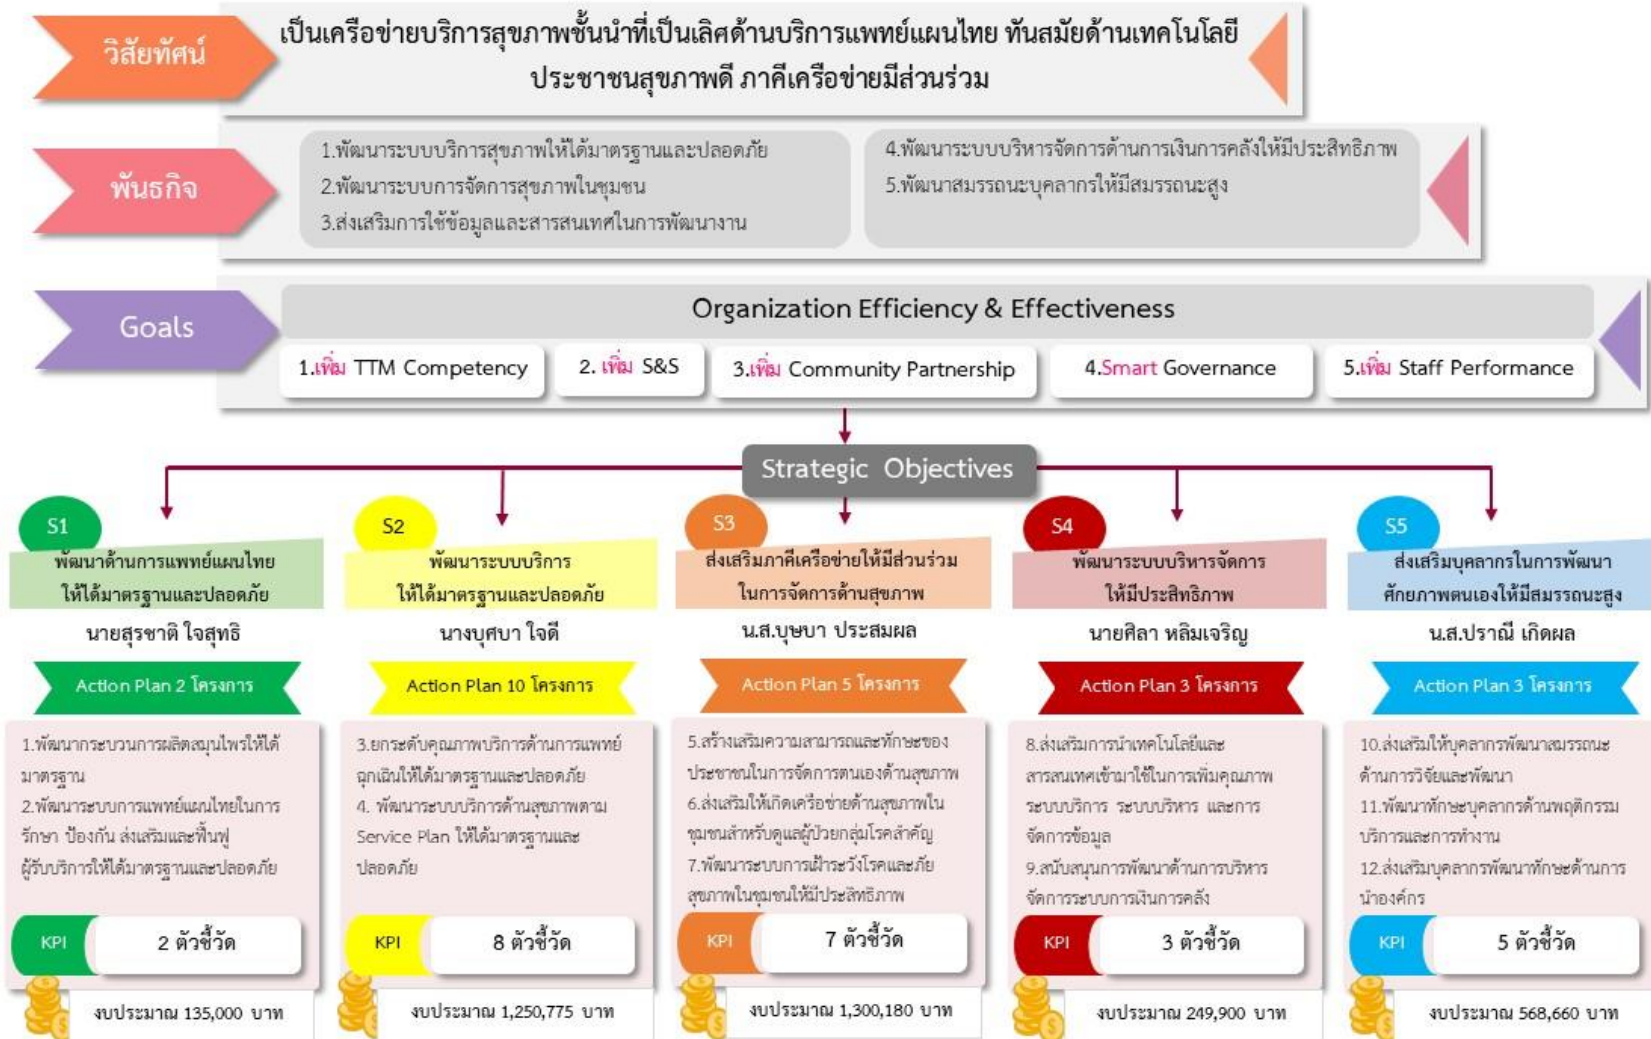 วิสัยทัศน์
เป็นเครือข่ายบริการสุขภาพชั้นนำที่เป็นเลิศด้านบริการแพทย์แผนไทย ทันสมัยด้านเทคโนโลยี
ประชาชนสุขภาพดี ภาคีเครือข่ายมีส่วนร่วม
พันธกิจ
1.พัฒนาระบบบริการสุขภาพให้ได้มาตรฐานและปลอดภัย
2.พัฒนาระบบการจัดการสุขภาพในชุมชน
3.ส่งเสริมการใช้ข้อมูลและสารสนเทศในการพัฒนางาน
4.พัฒนาระบบบริหารจัดการด้านการเงินการคลังให้มีประสิทธิภาพ
5.พัฒนาสมรรถนะบุคลากรให้มีสมรรถนะสูง
Goals
Organization Efficiency & Effectiveness
1.เพิ่ม TTM Competency
2. เพิ่ม S&S
3.เพิ่ม Community Partnership
4.Smart Governance
5.เพิ่ม Staff Performance
Strategic Objectives
S1
พัฒนาด้านการแพทย์แผนไทย
ให้ได้มาตรฐานและปลอดภัย
นายสุรชาติ ใจสุทธิ
Action Plan 2 โครงการ
1.พัฒนากระบวนการผลิตสมุนไพรให้ได้
มาตรฐาน
2.พัฒนาระบบการแพทย์แผนไทยในการ
รักษา ป้องกัน ส่งเสริมและฟื้นฟู
ผู้รับบริการให้ได้มาตรฐานและปลอดภัย
KPI
2 ตัวชี้วัด
งบประมาณ 135,000 บาท
S2
พัฒนาระบบบริการ
ให้ได้มาตรฐานและปลอดภัย
นางบุศบา ใจดี
Action Plan 10 โครงการ
3.ยกระดับคุณภาพบริการด้านการแพทย์
ฉุกเฉินให้ได้มาตรฐานและปลอดภัย
4. พัฒนาระบบบริการด้านสุขภาพตาม
Service Plan ให้ได้มาตรฐานและ
ปลอดภัย
KPI
8 ตัวชี้วัด
งบประมาณ 1,250,775 บาท
S3
ส่งเสริมภาคีเครือข่ายให้มีส่วนร่วม
ในการจัดการด้านสุขภาพ
น.ส.บุษบา ประสมผล
Action Plan 5 โครงการ
5.สร้างเสริมความสามารถและทักษะของ
ประชาชนในการจัดการตนเองด้านสุขภาพ
6.ส่งเสริมให้เกิดเครือข่ายด้านสุขภาพใน
ชุมชนสำหรับดูแลผู้ป่วยกลุ่มโรคสำคัญ
7.พัฒนาระบบการเฝ้าระวังโรคและภัย
สุขภาพในชุมชนให้มีประสิทธิภาพ
KPI
7 ตัวชี้วัด
งบประมาณ 1,300,180 บาท
S4
พัฒนาระบบบริหารจัดการ
ให้มีประสิทธิภาพ
นายศิลา หลิมเจริญ
Action Plan 3 โครงการ
8.ส่งเสริมการนำเทคโนโลยีและ
สารสนเทศเข้ามาใช้ในการเพิ่มคุณภาพ
ระบบบริการ ระบบบริหาร และการ
จัดการข้อมูล
9.สนับสนุนการพัฒนาด้านการบริหาร
จัดการระบบการเงินการคลัง
KPI
3 ตัวชี้วัด
งบประมาณ 249,900 บาท
S5
ส่งเสริมบุคลากรในการพัฒนา
ศักยภาพตนเองให้มีสมรรถนะสูง
น.ส.ปราณี เกิดผล
Action Plan 3 โครงการ
10.ส่งเสริมให้บุคลากรพัฒนาสมรรถนะ
ด้านการวิจัยและพัฒนา
11.พัฒนาทักษะบุคลากรด้านพฤติกรรม
บริการและการทำงาน
12.ส่งเสริมบุคลากรพัฒนาทักษะด้านการ
นำองค์กร
KPI
5 ตัวชี้วัด
งบประมาณ 568,660 บาท